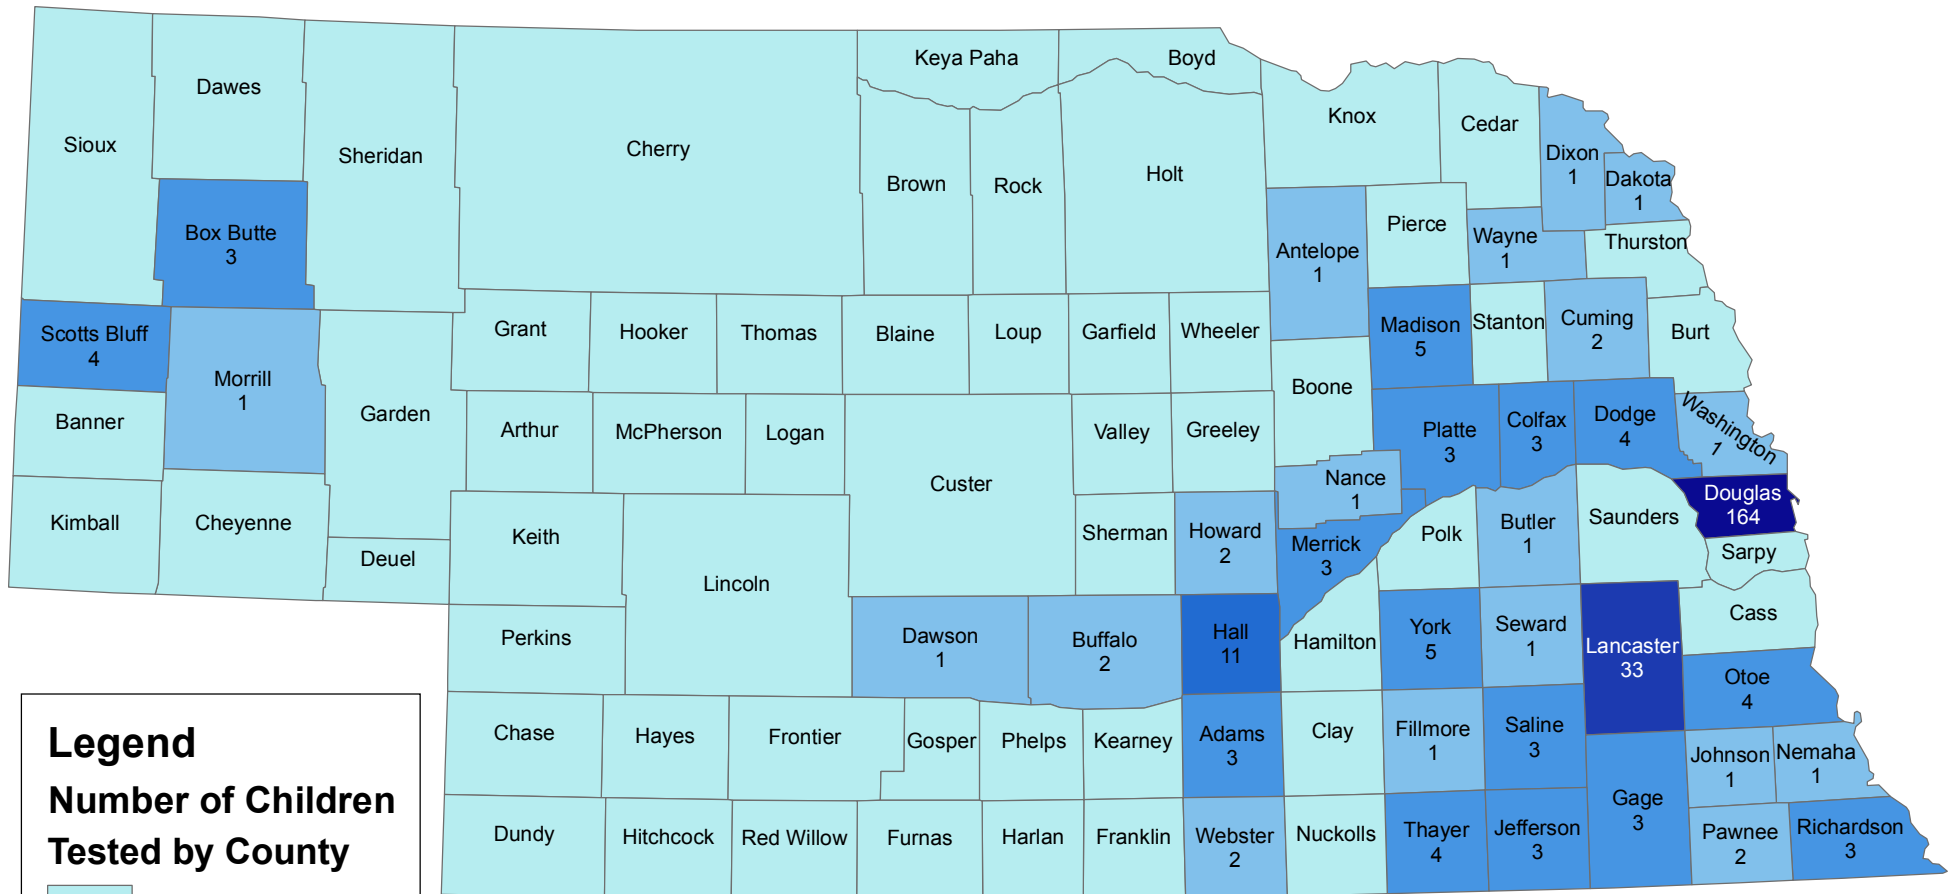 Keya Paha
Boyd
Dawes
Sioux
Sheridan
Cherry
Brown
Rock
Holt
Knox
Cedar
Dixon
1
Dakota
1
Box Butte
3
Antelope
1
Pierce
Wayne
1
Thurston
Scotts Bluff
4
Morrill
1
Garden
Grant
Hooker
Thomas
Blaine
Loup
Garfield
Wheeler
Madison
5
Stanton
Cuming
2
Burt
Boone
Banner
Arthur
McPherson
Logan
Custer
Valley
Greeley
Platte
3
Colfax
3
Dodge
4
Washington
1
Nance
1
Douglas
164
Kimball
Cheyenne
Deuel
Keith
Lincoln
Sherman
Howard
2
Merrick
3
Polk
Butler
1
Saunders
Sarpy
Perkins
Dawson
1
Buffalo
2
Hall
11
Hamilton
York
5
Seward
1
Lancaster
33
Cass
Otoe
4
Chase
Hayes
Frontier
Gosper
Phelps
Kearney
Adams
3
Clay
Fillmore
1
Saline
3
Gage
3
Johnson
1
Nemaha
1
Dundy
Hitchcock
Red Willow
Furnas
Harlan
Franklin
Webster
2
Nuckolls
Thayer
4
Jefferson
3
Pawnee
2
Richardson
3
Legend
Number of Children
Tested by County